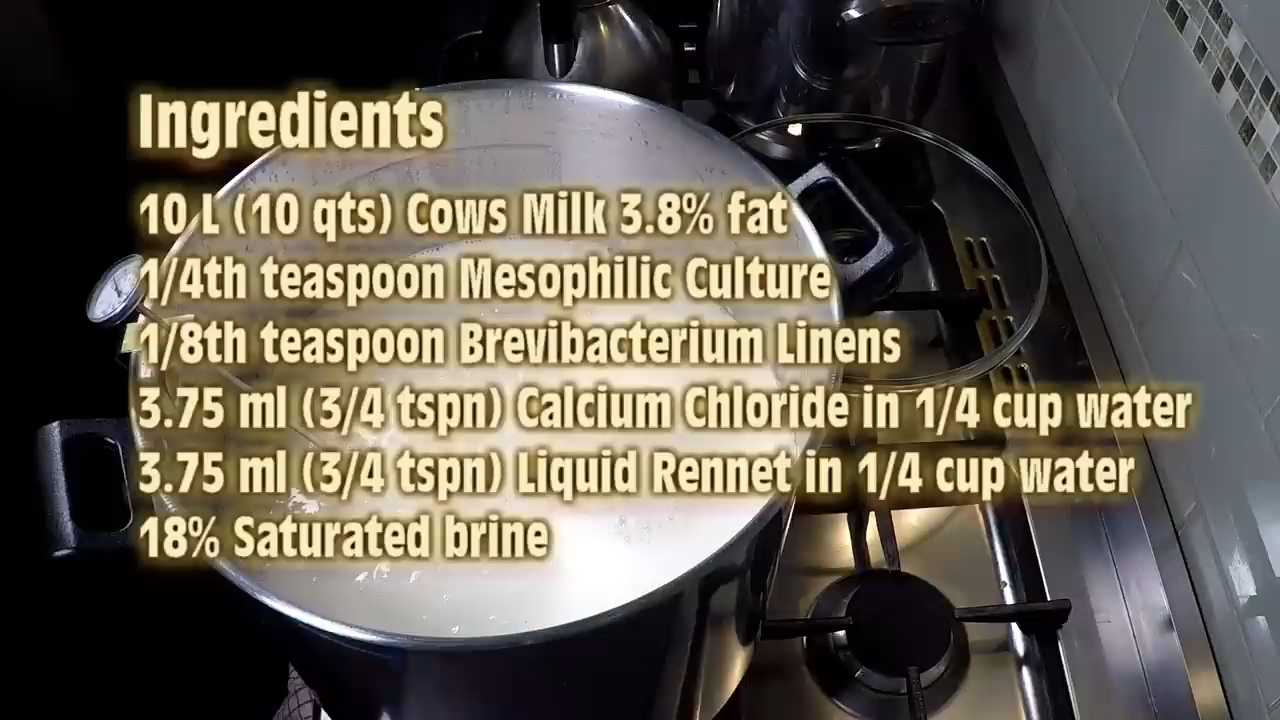 Ingredients
10 L (10 qts) Cows Milk 3.8% fat
1/4th teaspoon Mesophilic Culture
1/8th teaspoon Brevibacterium Linens
3.75 ml (3/4 tspn) Calcium Chloride in 1/4 cup water
3.75 ml (3/4 tspn) Liquid Rennet in 1/4 cup water
18% Saturated brine